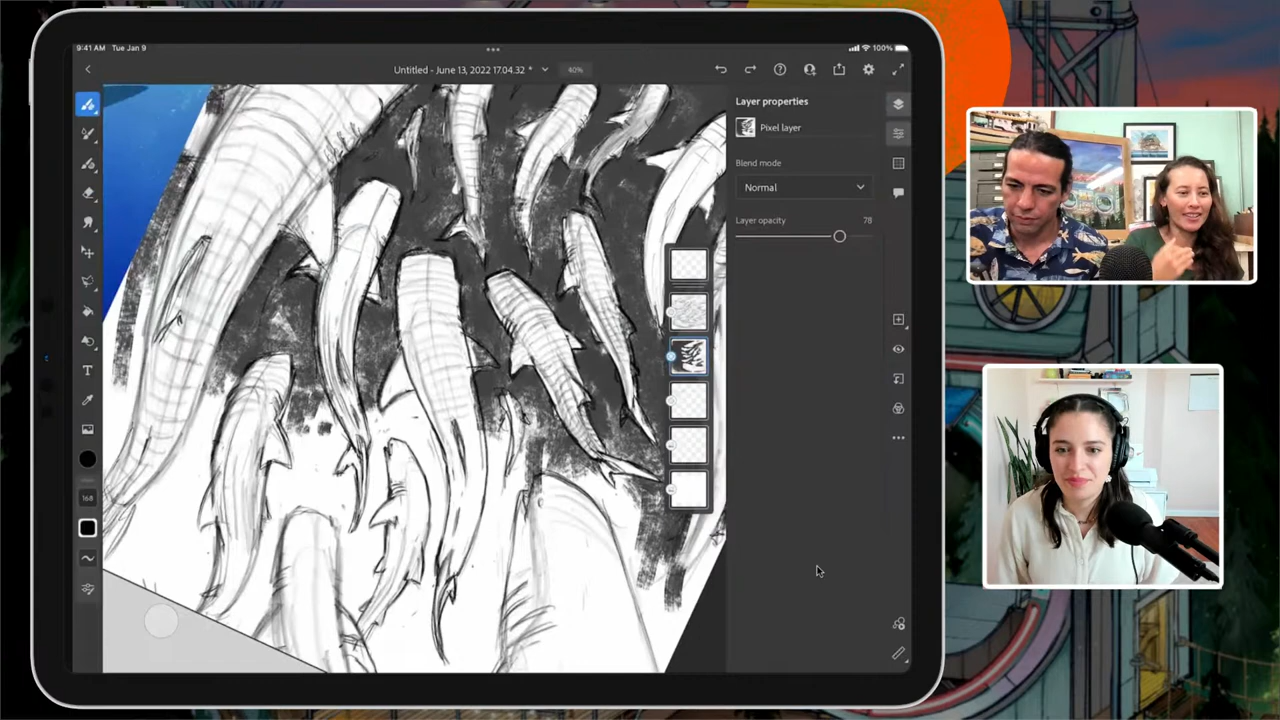 9:41 AM Tue Jan 9
100%
Untitled - June 13, 2022 17.04.32 *
40%
Layer properties
Pixel layer
Blend mode
Normal
Layer opacity
78
T
168